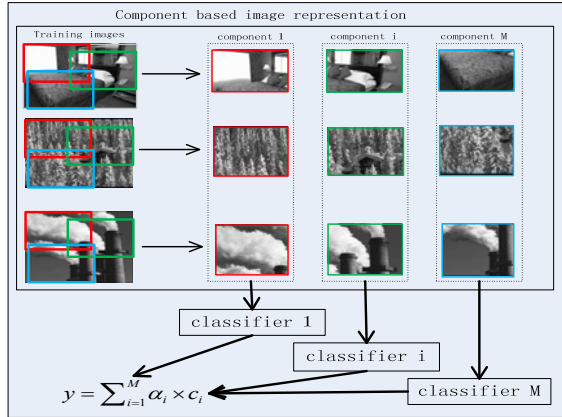 Component based image representation
Training images
component 1
component i
component M
classifier 1
classifier i
classifier M
y = ∑_{i=1}^{M} α_i × c_i